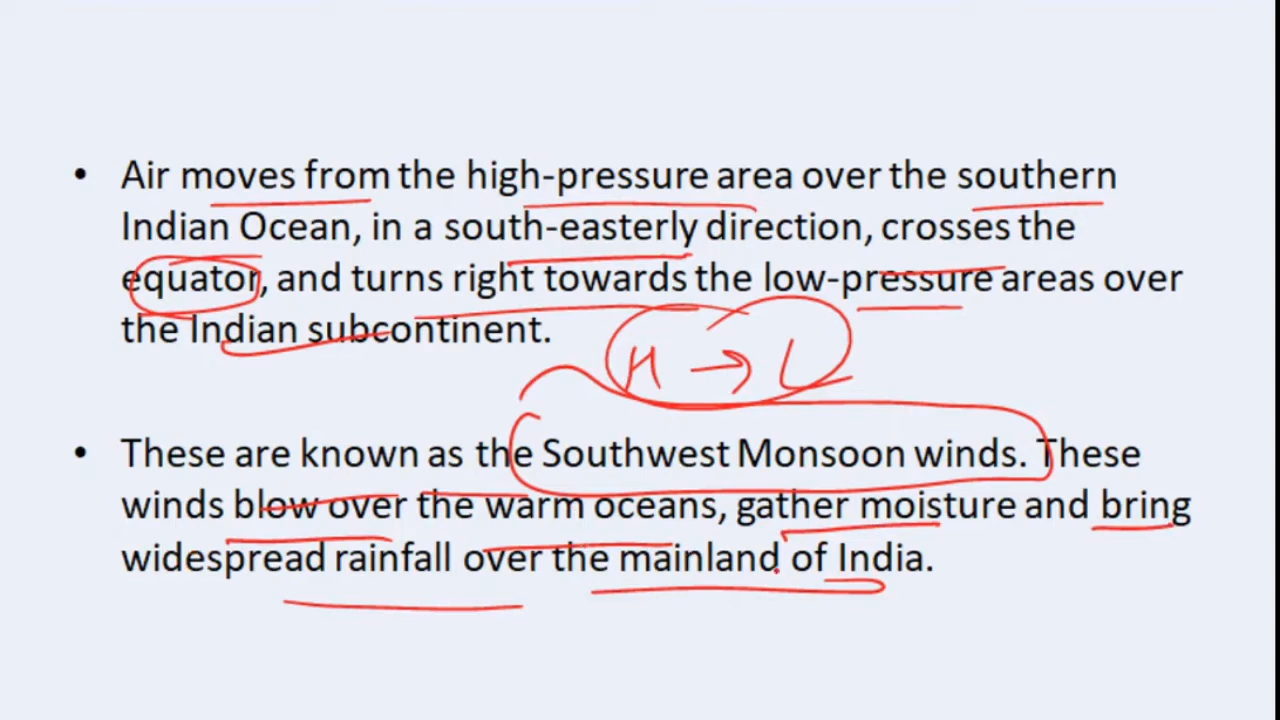 • Air moves from the high-pressure area over the southern
Indian Ocean, in a south-easterly direction, crosses the
equator, and turns right towards the low-pressure areas over
the Indian subcontinent.
H → L
• These are known as the Southwest Monsoon winds. These
winds blow over the warm oceans, gather moisture and bring
widespread rainfall over the mainland of India.